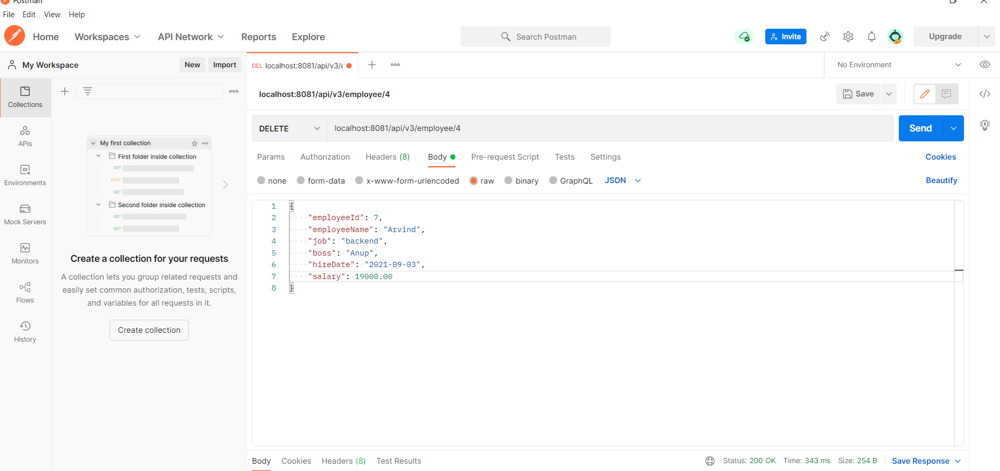 Postman
File Edit View Help
Home Workspaces API Network Reports Explore Search Postman Invite Upgrade
My Workspace New Import DEL localhost:8081/api/v3/e No Environment
Collections
localhost:8081/api/v3/employee/4 Save
APIs
DELETE localhost:8081/api/v3/employee/4 Send
Environments
Params Authorization Headers (8) Body Pre-request Script Tests Settings Cookies
none form-data x-www-form-urlencoded raw binary GraphQL JSON Beautify
Mock Servers
Monitors
Flows
History
My first collection
First folder inside collection
GET
POST
GET
Second folder inside collection
GET
GET
Create a collection for your requests
A collection lets you group related requests and
easily set common authorization, tests, scripts,
and variables for all requests in it.
Create collection
1 {
2 "employeeId": 7,
3 "employeeName": "Arvind",
4 "job": "backend",
5 "boss": "Anup",
6 "hireDate": "2021-09-03",
7 "salary": 19000.00
8 }
Body Cookies Headers (8) Test Results Status: 200 OK Time: 343 ms Size: 254 B Save Response